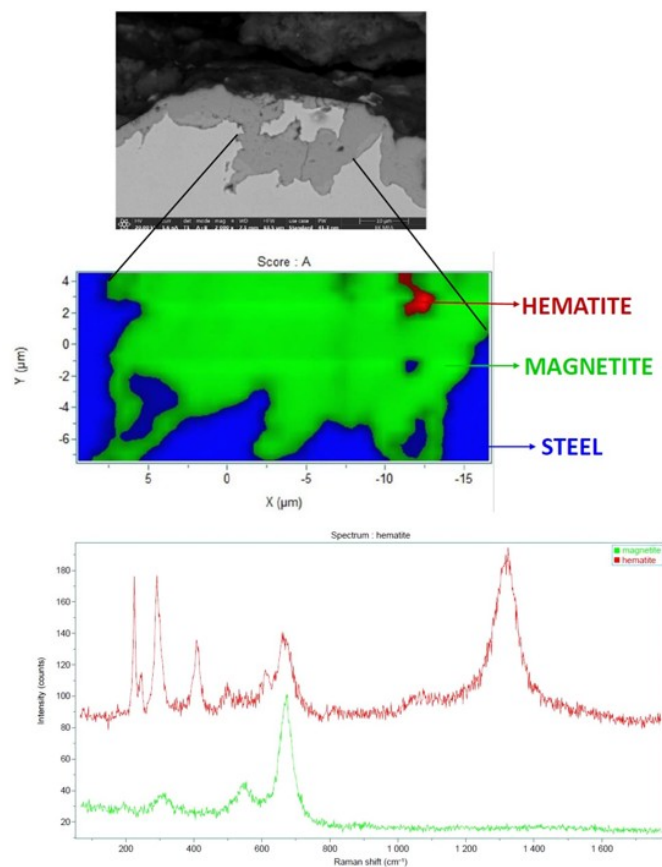 Score : A
Y (µm)
4
2
0
-2
-4
-6
5
0
-5
-10
-15
X (µm)
HEMATITE
MAGNETITE
STEEL
Spectrum : hematite
magnetite
hematite
Intensity (counts)
180
160
140
120
100
80
60
40
20
200
400
600
800
1 000
1 200
1 400
1 600
Raman shift (cm⁻¹)